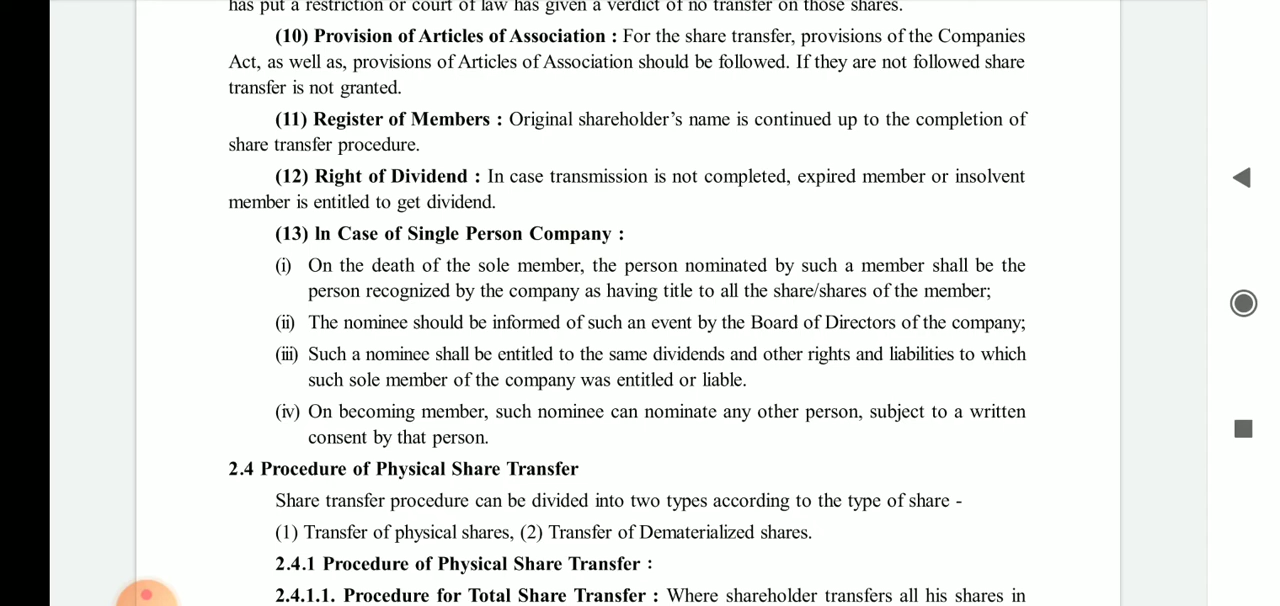 has put a restriction or court of law has given a verdict of no transfer on those shares.
(10) Provision of Articles of Association : For the share transfer, provisions of the Companies
Act, as well as, provisions of Articles of Association should be followed. If they are not followed share
transfer is not granted.
(11) Register of Members : Original shareholder’s name is continued up to the completion of
share transfer procedure.
(12) Right of Dividend : In case transmission is not completed, expired member or insolvent
member is entitled to get dividend.
(13) ln Case of Single Person Company :
(i) On the death of the sole member, the person nominated by such a member shall be the
person recognized by the company as having title to all the share/shares of the member;
(ii) The nominee should be informed of such an event by the Board of Directors of the company;
(iii) Such a nominee shall be entitled to the same dividends and other rights and liabilities to which
such sole member of the company was entitled or liable.
(iv) On becoming member, such nominee can nominate any other person, subject to a written
consent by that person.
2.4 Procedure of Physical Share Transfer
Share transfer procedure can be divided into two types according to the type of share -
(1) Transfer of physical shares, (2) Transfer of Dematerialized shares.
2.4.1 Procedure of Physical Share Transfer :
2.4.1.1. Procedure for Total Share Transfer : Where shareholder transfers all his shares in